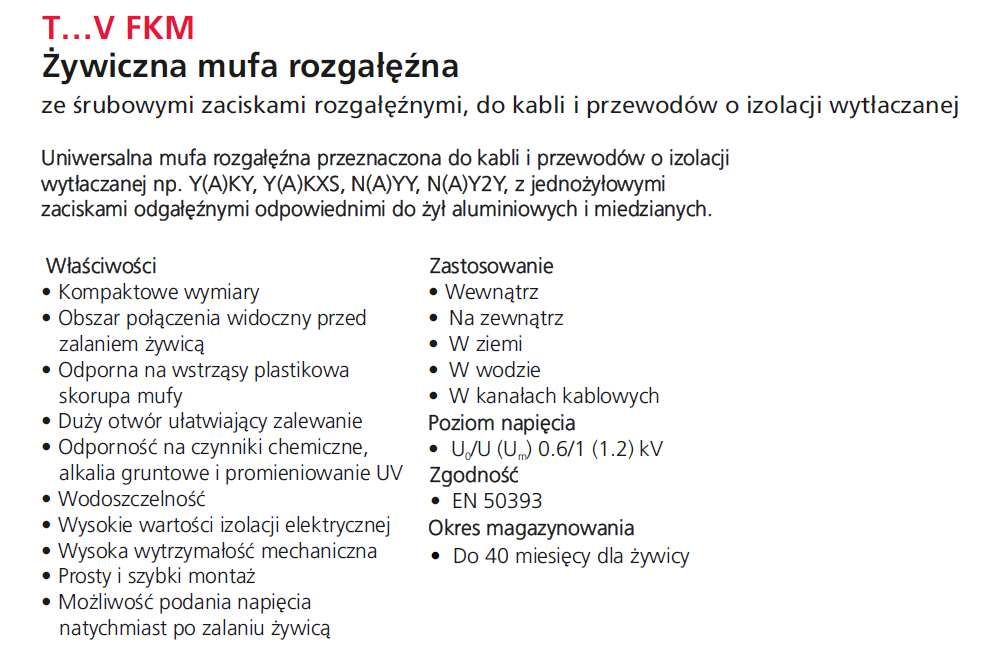 T...V FKM
Żywiczna mufa rozgałęźna
ze śrubowymi zaciskami rozgałęźnymi, do kabli i przewodów o izolacji wytłaczanej
Uniwersalna mufa rozgałęźna przeznaczona do kabli i przewodów o izolacji
wytłaczanej np. Y(A)KY, Y(A)KXS, N(A)YY, N(A)Y2Y, z jednożyłowymi
zaciskami odgałęźnymi odpowiednimi do żył aluminiowych i miedzianych.
Właściwości
• Kompaktowe wymiary
• Obszar połączenia widoczny przed
zalaniem żywicą
• Odporna na wstrząsy plastikowa
skorupa mufy
• Duży otwór ułatwiający zalewanie
• Odporność na czynniki chemiczne,
alkalia gruntowe i promieniowanie UV
• Wodoszczelność
• Wysokie wartości izolacji elektrycznej
• Wysoka wytrzymałość mechaniczna
• Prosty i szybki montaż
• Możliwość podania napięcia
natychmiast po zalaniu żywicą
Zastosowanie
• Wewnątrz
• Na zewnątrz
• W ziemi
• W wodzie
• W kanałach kablowych
Poziom napięcia
• U₀/U (Uₘ) 0.6/1 (1.2) kV
Zgodność
• EN 50393
Okres magazynowania
• Do 40 miesięcy dla żywicy